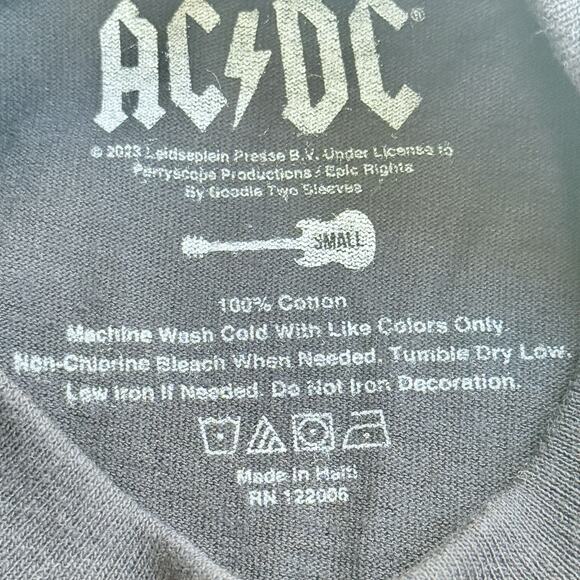 AC⚡DC®
© 2023 Leidseplein Presse B.V. Under License to
Perryscope Productions / Epic Rights
By Goodie Two Sleeves
SMALL
100% Cotton
Machine Wash Cold With Like Colors Only.
Non-Chlorine Bleach When Needed. Tumble Dry Low.
Low Iron If Needed. Do Not Iron Decoration.
Made in Haiti
RN 122006